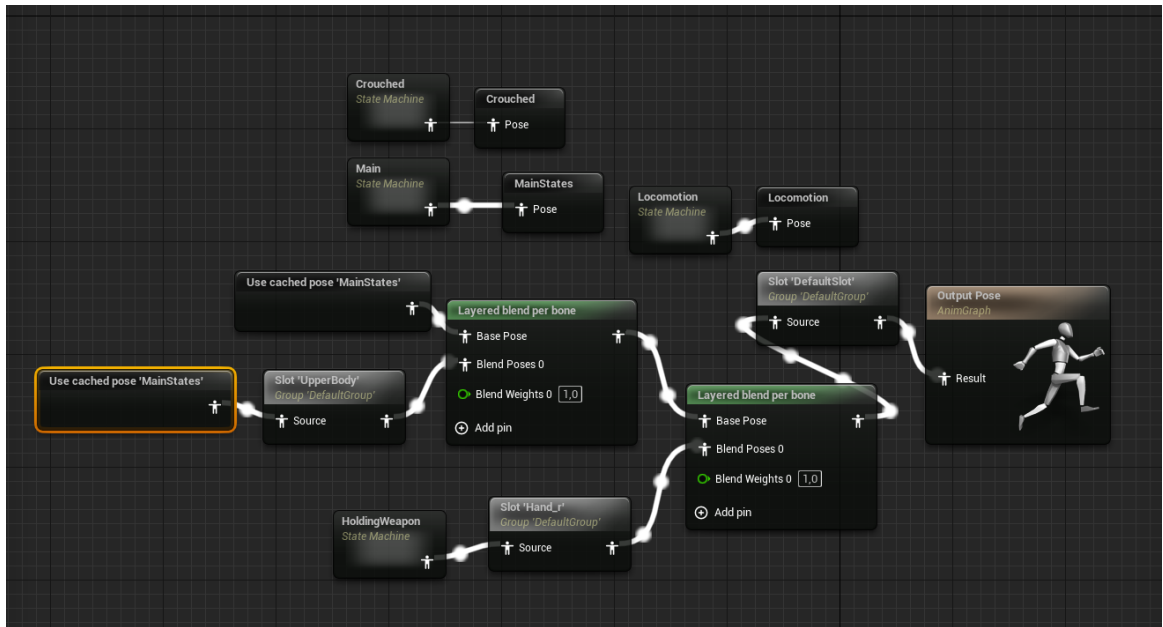 Crouched
State Machine
Crouched
Pose
Main
State Machine
MainStates
Pose
Locomotion
State Machine
Locomotion
Pose
Use cached pose 'MainStates'
Layered blend per bone
Base Pose
Blend Poses 0
Blend Weights 0 1,0
Add pin
Use cached pose 'MainStates'
Slot 'UpperBody'
Group 'DefaultGroup'
Source
Slot 'DefaultSlot'
Group 'DefaultGroup'
Source
Output Pose
AnimGraph
Result
Layered blend per bone
Base Pose
Blend Poses 0
Blend Weights 0 1,0
Add pin
HoldingWeapon
State Machine
Slot 'Hand_r'
Group 'DefaultGroup'
Source